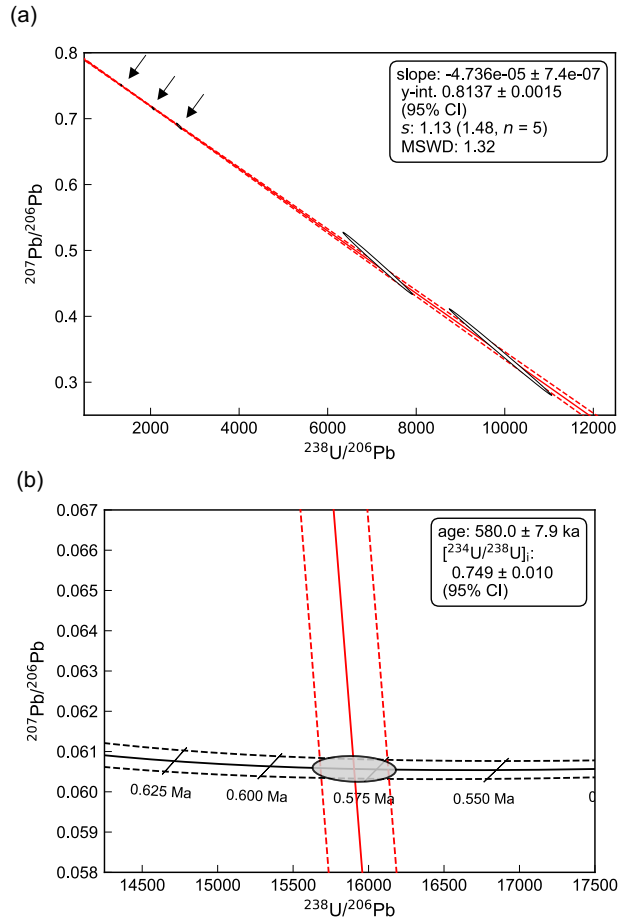 (a)
0.8
0.7
0.6
0.5
0.4
0.3
slope: -4.736e-05 ± 7.4e-07
y-int. 0.8137 ± 0.0015
(95% CI)
s: 1.13 (1.48, n = 5)
MSWD: 1.32
²⁰⁷Pb/²⁰⁶Pb
2000 4000 6000 8000 10000 12000
²³⁸U/²⁰⁶Pb
(b)
0.067
0.066
0.065
0.064
0.063
0.062
0.061
0.060
0.059
0.058
age: 580.0 ± 7.9 ka
[²³⁴U/²³⁸U]ᵢ:
0.749 ± 0.010
(95% CI)
²⁰⁷Pb/²⁰⁶Pb
0.625 Ma 0.600 Ma 0.575 Ma 0.550 Ma 0
14500 15000 15500 16000 16500 17000 17500
²³⁸U/²⁰⁶Pb